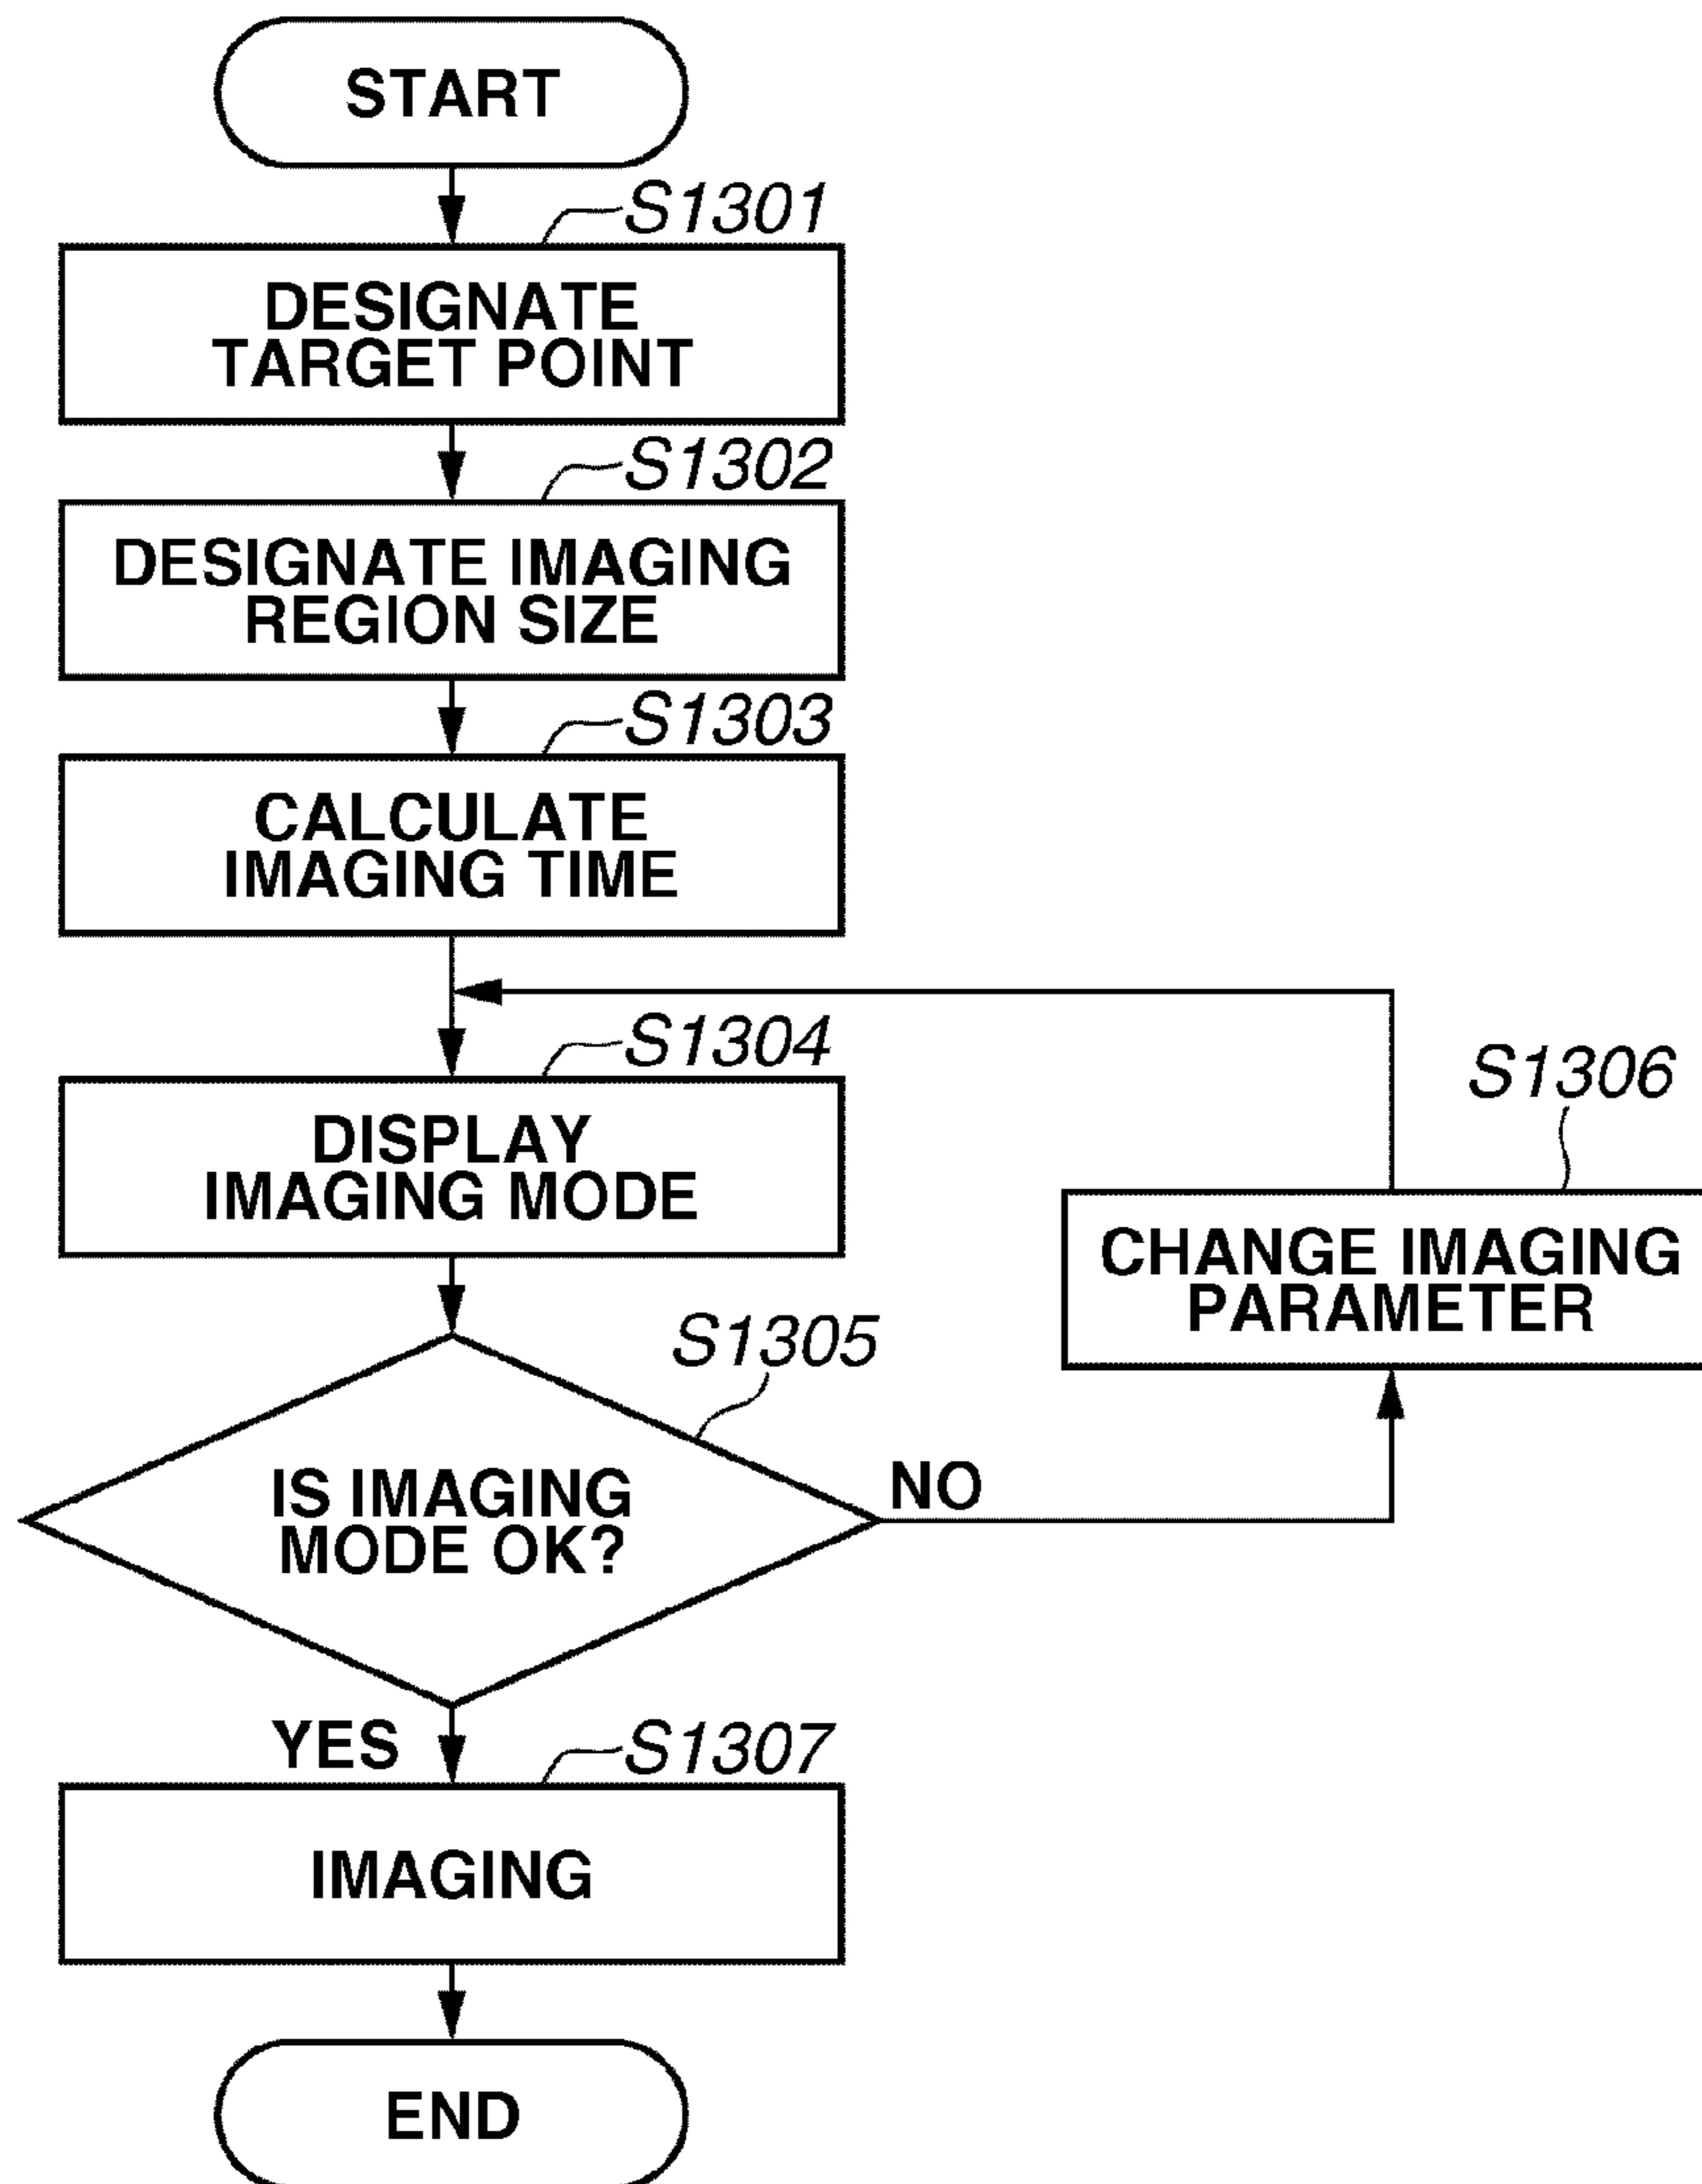 START
S1301
DESIGNATE
TARGET POINT
S1302
DESIGNATE IMAGING
REGION SIZE
S1303
CALCULATE
IMAGING TIME
S1304
DISPLAY
IMAGING MODE
S1306
CHANGE IMAGING
PARAMETER
S1305
IS IMAGING
MODE OK?
NO
YES
S1307
IMAGING
END